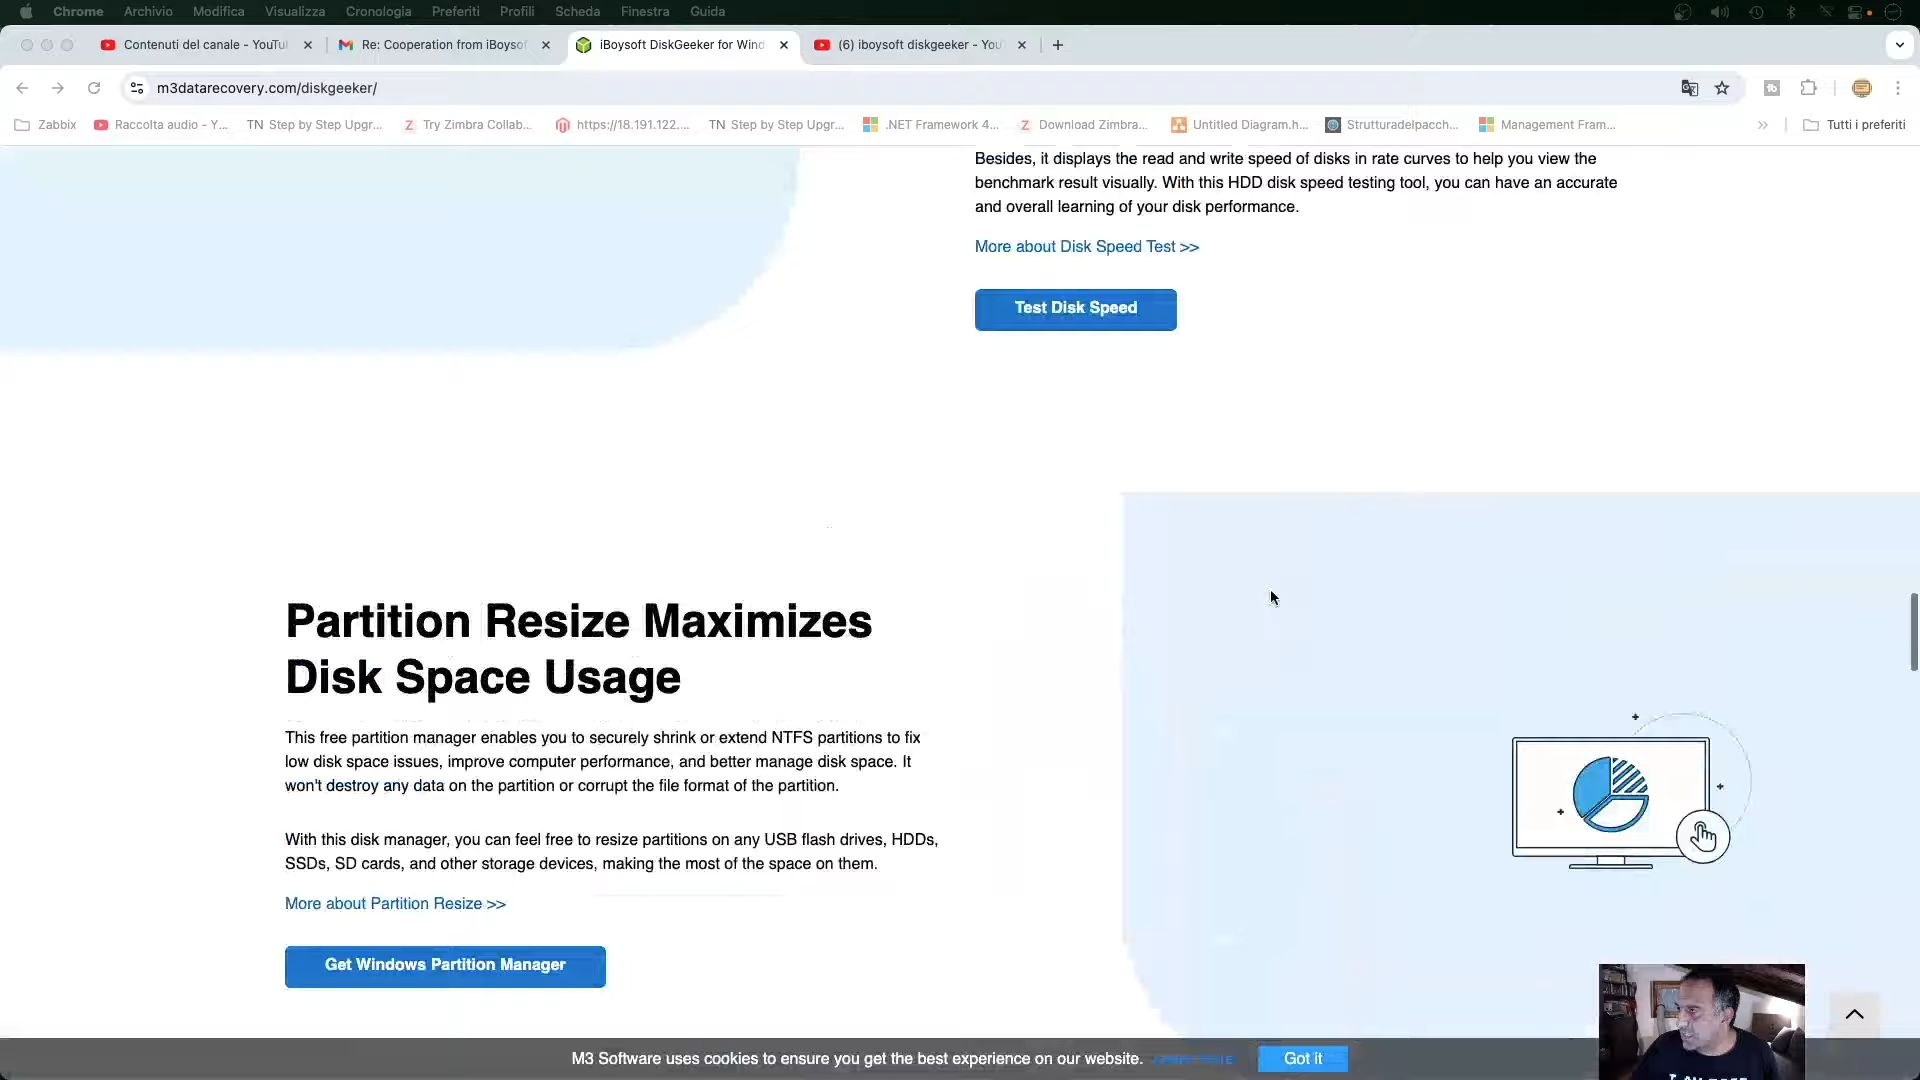 Chrome Archivio Modifica Visualizza Cronologia Preferiti Profili Scheda Finestra Guida
Contenuti del canale - YouTu
Re: Cooperation from iBoysof
iBoysoft DiskGeeker for Wind
(6) iboysoft diskgeeker - You
m3datarecovery.com/diskgeeker/
Zabbix
Raccolta audio - Y...
TN Step by Step Upgr...
Try Zimbra Collab...
https://18.191.122....
TN Step by Step Upgr...
.NET Framework 4...
Download Zimbra...
Untitled Diagram.h...
Strutturadelpacch...
Management Fram...
Tutti i preferiti
Besides, it displays the read and write speed of disks in rate curves to help you view the
benchmark result visually. With this HDD disk speed testing tool, you can have an accurate
and overall learning of your disk performance.
More about Disk Speed Test >>
Test Disk Speed
Partition Resize Maximizes
Disk Space Usage
This free partition manager enables you to securely shrink or extend NTFS partitions to fix
low disk space issues, improve computer performance, and better manage disk space. It
won't destroy any data on the partition or corrupt the file format of the partition.
With this disk manager, you can feel free to resize partitions on any USB flash drives, HDDs,
SSDs, SD cards, and other storage devices, making the most of the space on them.
More about Partition Resize >>
Get Windows Partition Manager
M3 Software uses cookies to ensure you get the best experience on our website.
Got it